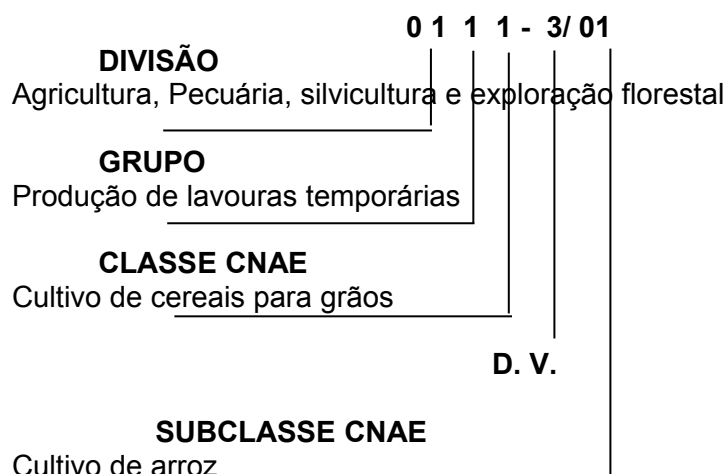 0 1 1 1 - 3/ 01
DIVISÃO
Agricultura, Pecuária, silvicultura e exploração florestal
GRUPO
Produção de lavouras temporárias
CLASSE CNAE
Cultivo de cereais para grãos
D. V.
SUBCLASSE CNAE
Cultivo de arroz